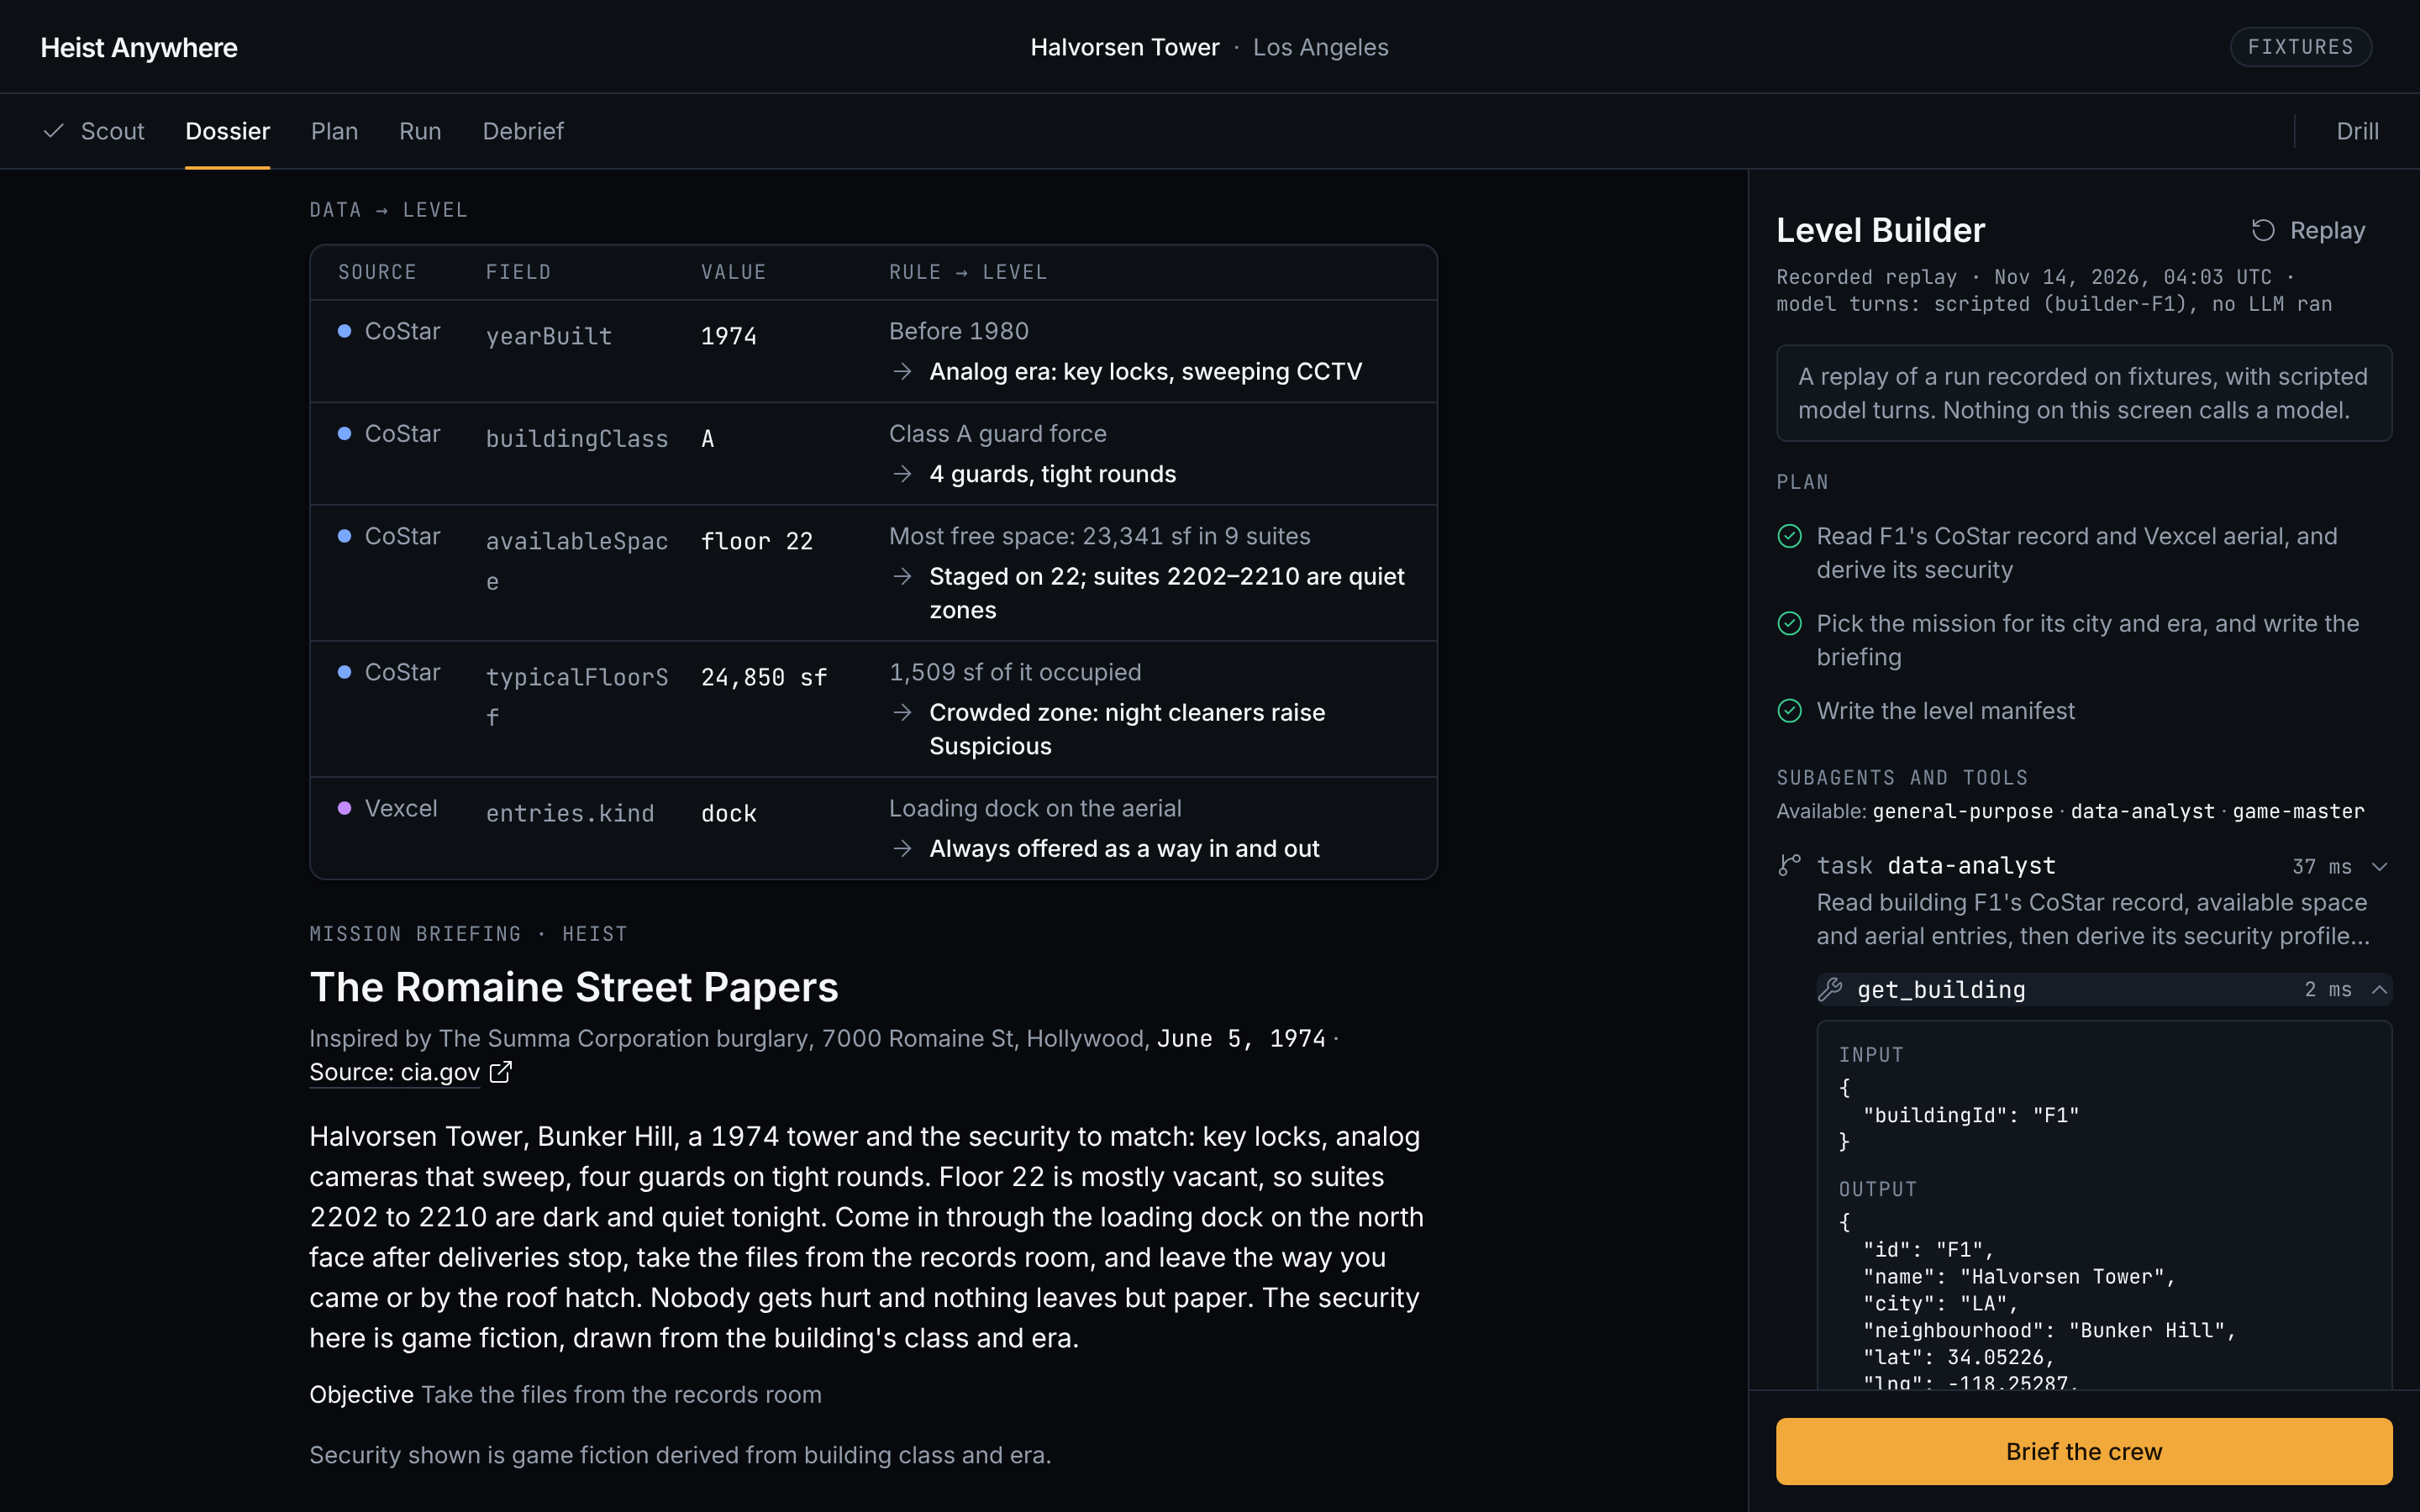 Heist Anywhere
Halvorsen Tower · Los Angeles
FIXTURES
Scout
Dossier
Plan
Run
Debrief
Drill
DATA → LEVEL
SOURCE FIELD VALUE RULE → LEVEL
CoStar yearBuilt 1974 Before 1980
→ Analog era: key locks, sweeping CCTV
CoStar buildingClass A Class A guard force
→ 4 guards, tight rounds
CoStar availableSpac floor 22 Most free space: 23,341 sf in 9 suites
e → Staged on 22; suites 2202–2210 are quiet
zones
CoStar typicalFloorS 24,850 sf 1,509 sf of it occupied
f → Crowded zone: night cleaners raise
Suspicious
Vexcel entries.kind dock Loading dock on the aerial
→ Always offered as a way in and out
MISSION BRIEFING · HEIST
The Romaine Street Papers
Inspired by The Summa Corporation burglary, 7000 Romaine St, Hollywood, June 5, 1974 ·
Source: cia.gov
Halvorsen Tower, Bunker Hill, a 1974 tower and the security to match: key locks, analog
cameras that sweep, four guards on tight rounds. Floor 22 is mostly vacant, so suites
2202 to 2210 are dark and quiet tonight. Come in through the loading dock on the north
face after deliveries stop, take the files from the records room, and leave the way you
came or by the roof hatch. Nobody gets hurt and nothing leaves but paper. The security
here is game fiction, drawn from the building's class and era.
Objective Take the files from the records room
Security shown is game fiction derived from building class and era.
Level Builder
Replay
Recorded replay · Nov 14, 2026, 04:03 UTC ·
model turns: scripted (builder-F1), no LLM ran
A replay of a run recorded on fixtures, with scripted
model turns. Nothing on this screen calls a model.
PLAN
Read F1's CoStar record and Vexcel aerial, and
derive its security
Pick the mission for its city and era, and write the
briefing
Write the level manifest
SUBAGENTS AND TOOLS
Available: general-purpose · data-analyst · game-master
task data-analyst 37 ms
Read building F1's CoStar record, available space
and aerial entries, then derive its security profile...
get_building 2 ms
INPUT
{
"buildingId": "F1"
}
OUTPUT
{
"id": "F1",
"name": "Halvorsen Tower",
"city": "LA",
"neighbourhood": "Bunker Hill",
"lat": 34.05226,
"lng": -118.25287,
Brief the crew